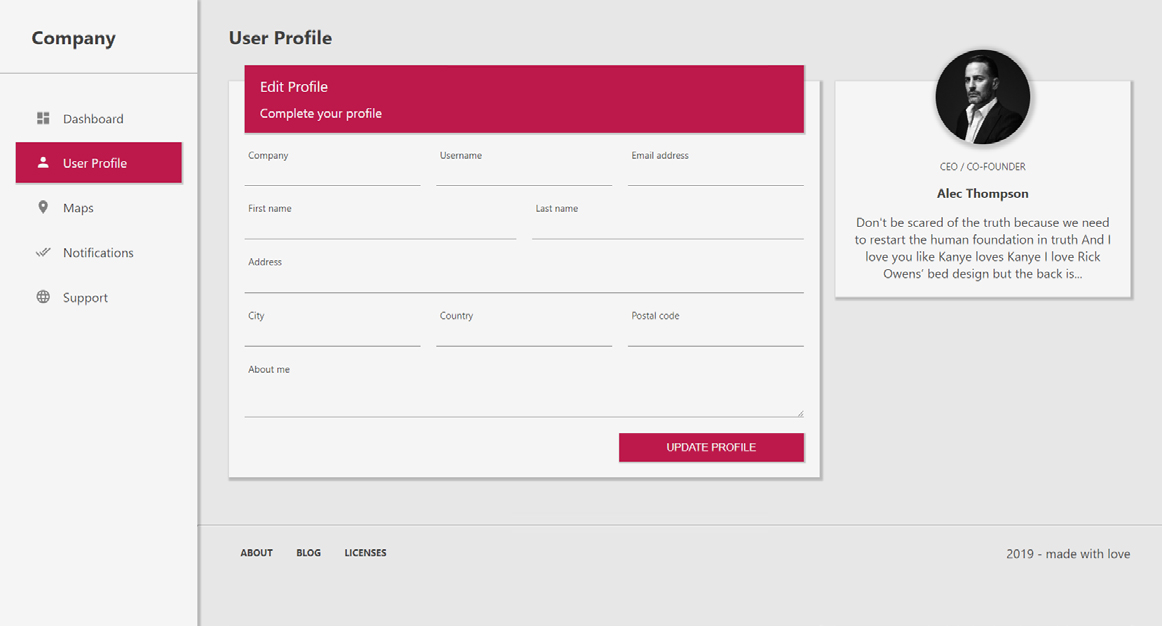 Company
Dashboard
User Profile
Maps
Notifications
Support
User Profile
Edit Profile
Complete your profile
Company
Username
Email address
First name
Last name
Address
City
Country
Postal code
About me
UPDATE PROFILE
CEO / CO-FOUNDER
Alec Thompson
Don't be scared of the truth because we need
to restart the human foundation in truth And I
love you like Kanye loves Kanye I love Rick
Owens’ bed design but the back is...
ABOUT
BLOG
LICENSES
2019 - made with love